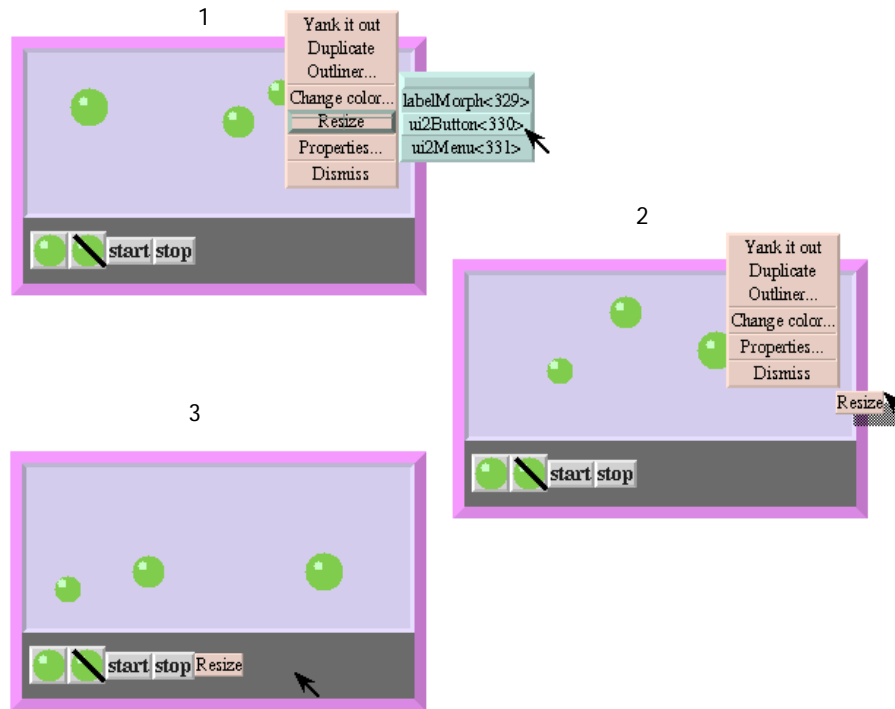 1
Yank it out
Duplicate
Outliner...
Change color...
Resize
Properties...
Dismiss
labelMorph<329>
ui2Button<330>
ui2Menu<331>
start stop
2
Yank it out
Duplicate
Outliner...
Change color...
Properties...
Dismiss
Resize
start stop
3
start stop Resize